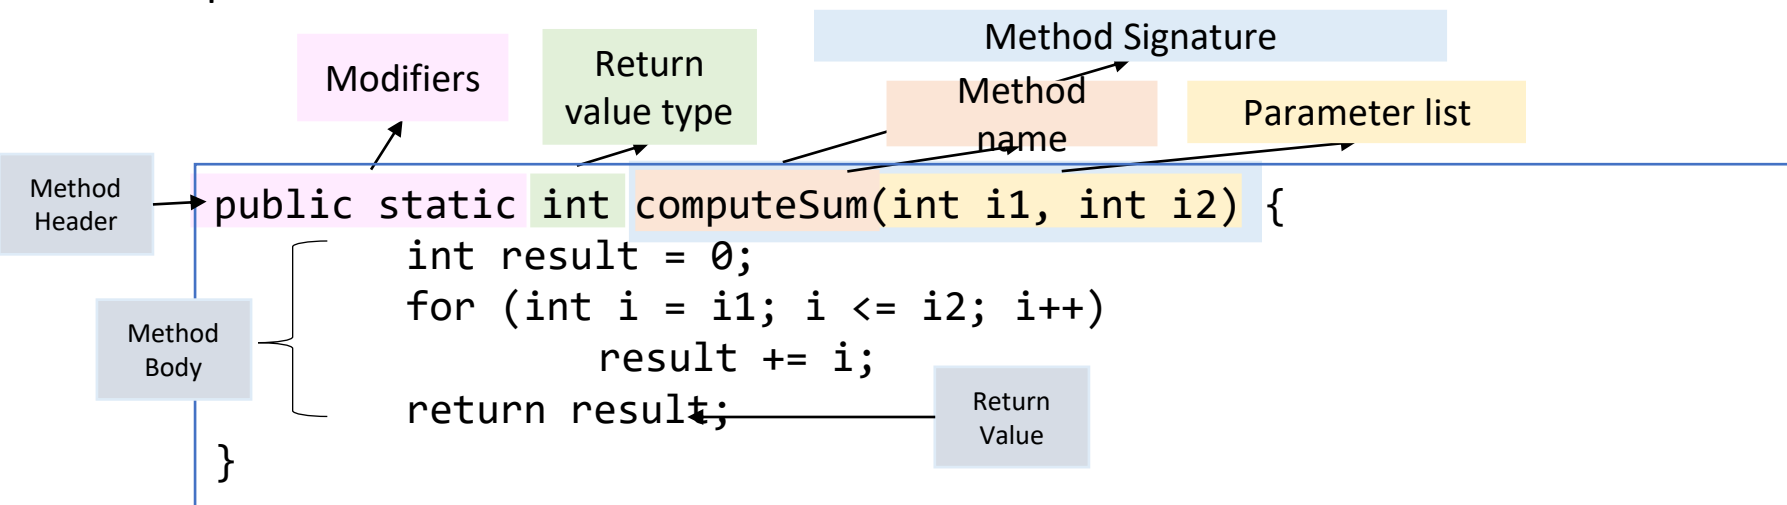 Method Signature
Modifiers
Return
value type
Method
name
Parameter list
Method
Header
public static int computeSum(int i1, int i2) {
int result = 0;
for (int i = i1; i <= i2; i++)
result += i;
return result;
}
Method
Body
Return
Value